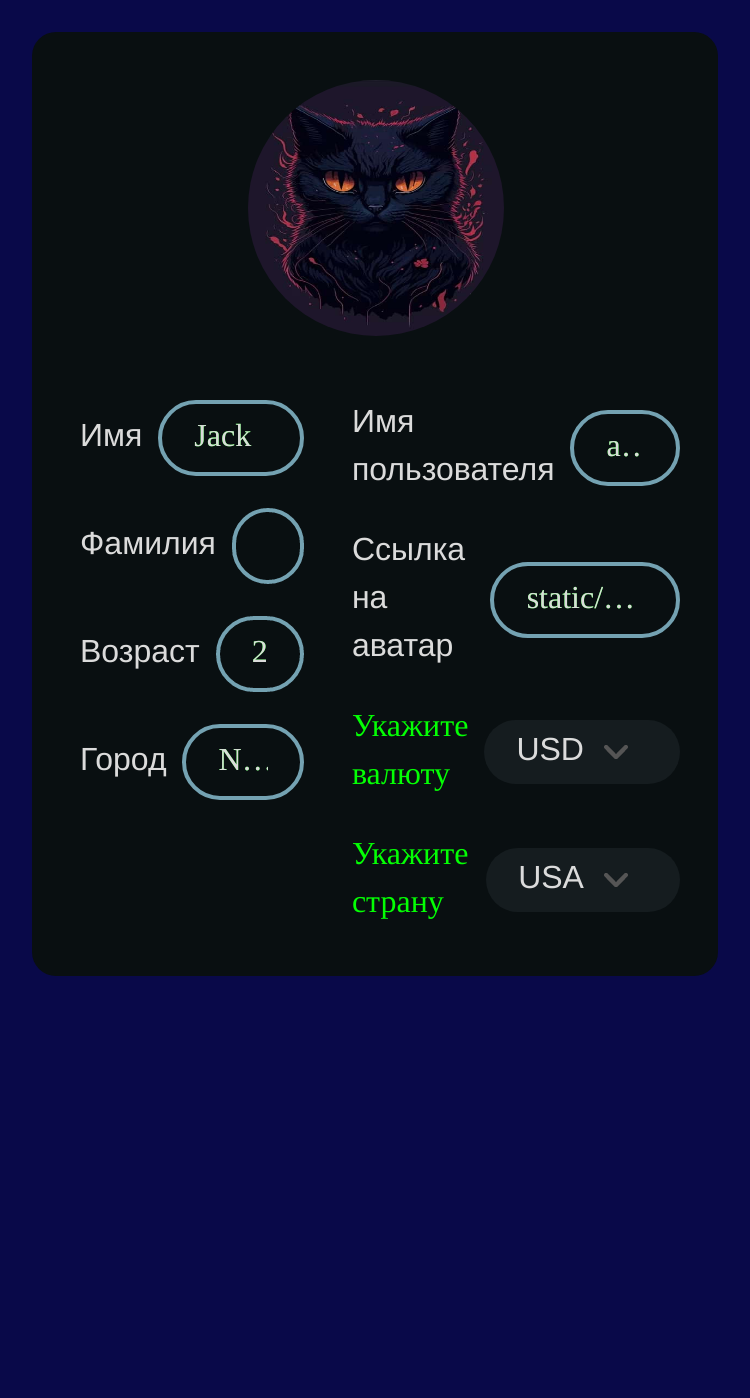 Имя
Jack
Фамилия
Возраст
2
Город
N…
Имя
пользователя
a…
Ссылка
на
аватар
static/…
Укажите
валюту
USD
Укажите
страну
USA